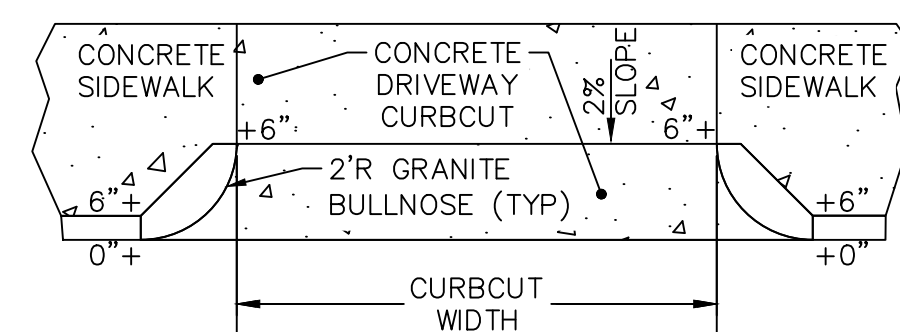 CONCRETE
SIDEWALK
CONCRETE
DRIVEWAY
CURBCUT
2%
SLOPE
CONCRETE
SIDEWALK
+6"
6"+
2'R GRANITE
BULLNOSE (TYP)
6"+
+6"
0"+
+0"
CURBCUT
WIDTH